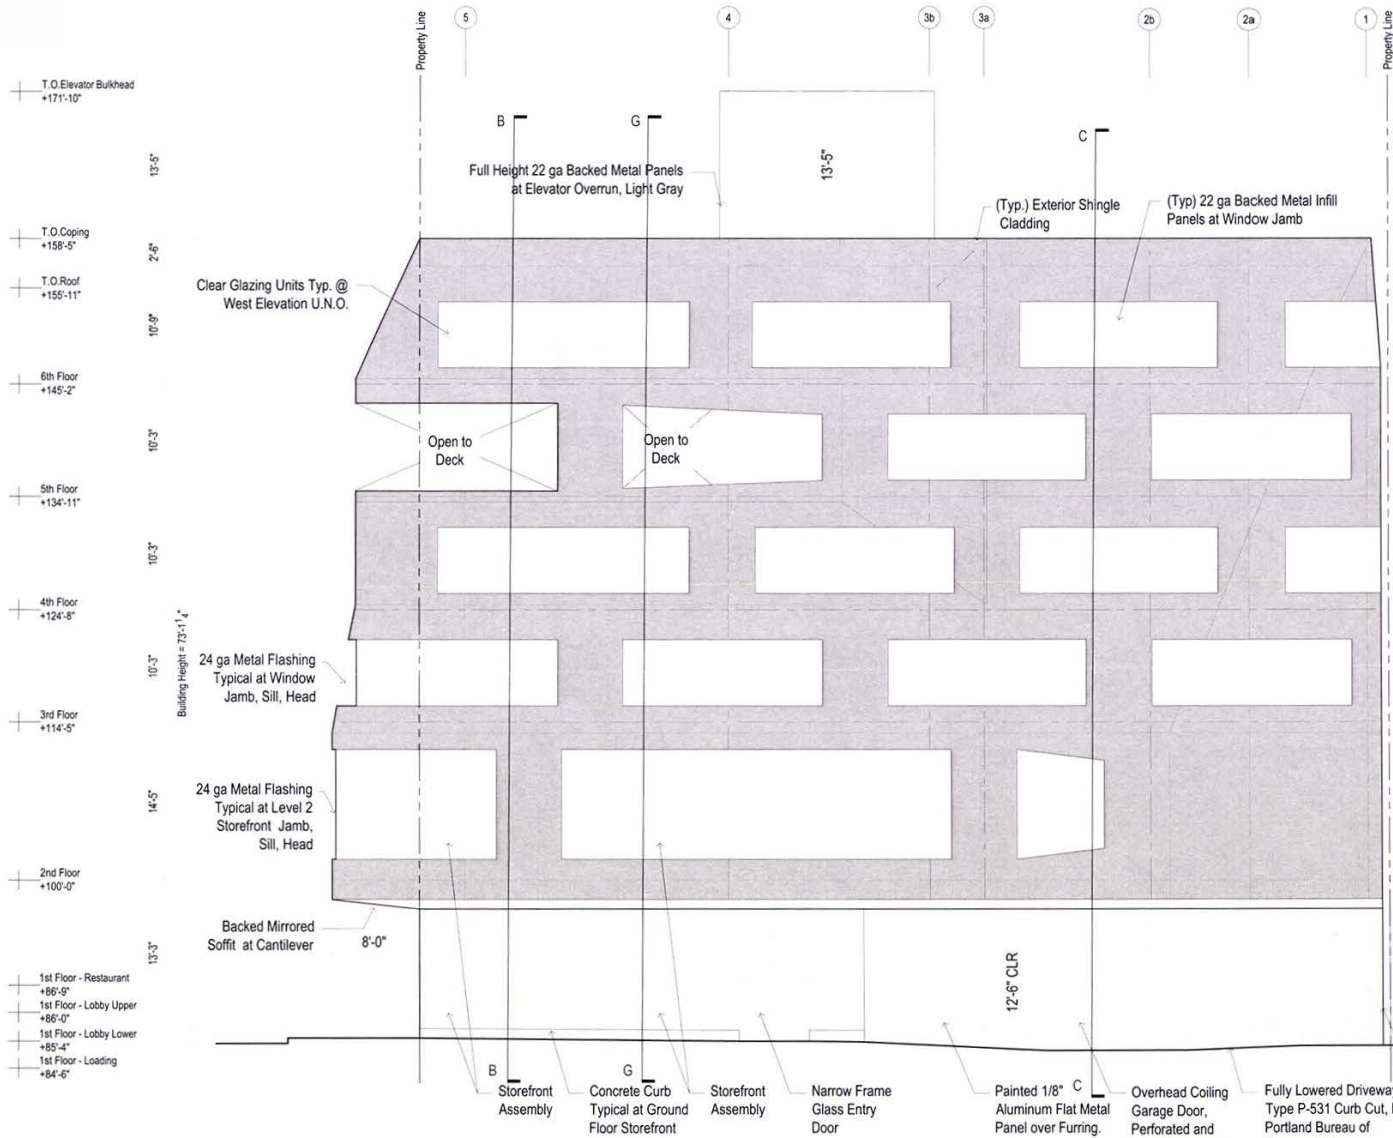 Property Line
5
4
3b
3a
2b
2a
1
Property Line
T.O.Elevator Bulkhead
+171'-10"
B
G
C
13'-5"
13'-5"
Full Height 22 ga Backed Metal Panels
at Elevator Overrun, Light Gray
(Typ.) Exterior Shingle
Cladding
(Typ) 22 ga Backed Metal Infill
Panels at Window Jamb
T.O.Coping
+158'-5"
2'-6"
T.O.Roof
+155'-11"
Clear Glazing Units Typ. @
West Elevation U.N.O.
10'-9"
6th Floor
+145'-2"
10'-3"
Open to
Deck
Open to
Deck
5th Floor
+134'-11"
10'-3"
4th Floor
+124'-8"
Building Height = 73'-1 1 4"
10'-3"
24 ga Metal Flashing
Typical at Window
Jamb, Sill, Head
3rd Floor
+114'-5"
14'-5"
24 ga Metal Flashing
Typical at Level 2
Storefront Jamb,
Sill, Head
2nd Floor
+100'-0"
Backed Mirrored
Soffit at Cantilever
8'-0"
13'-3"
12'-6" CLR
1st Floor - Restaurant
+86'-9"
1st Floor - Lobby Upper
+86'-0"
1st Floor - Lobby Lower
+85'-4"
1st Floor - Loading
+84'-6"
B
G
C
Storefront
Assembly
Concrete Curb
Typical at Ground
Floor Storefront
Storefront
Assembly
Narrow Frame
Glass Entry
Door
Painted 1/8"
Aluminum Flat Metal
Panel over Furring.
Overhead Coiling
Garage Door,
Perforated and
Fully Lowered Driveway
Type P-531 Curb Cut,
Portland Bureau of